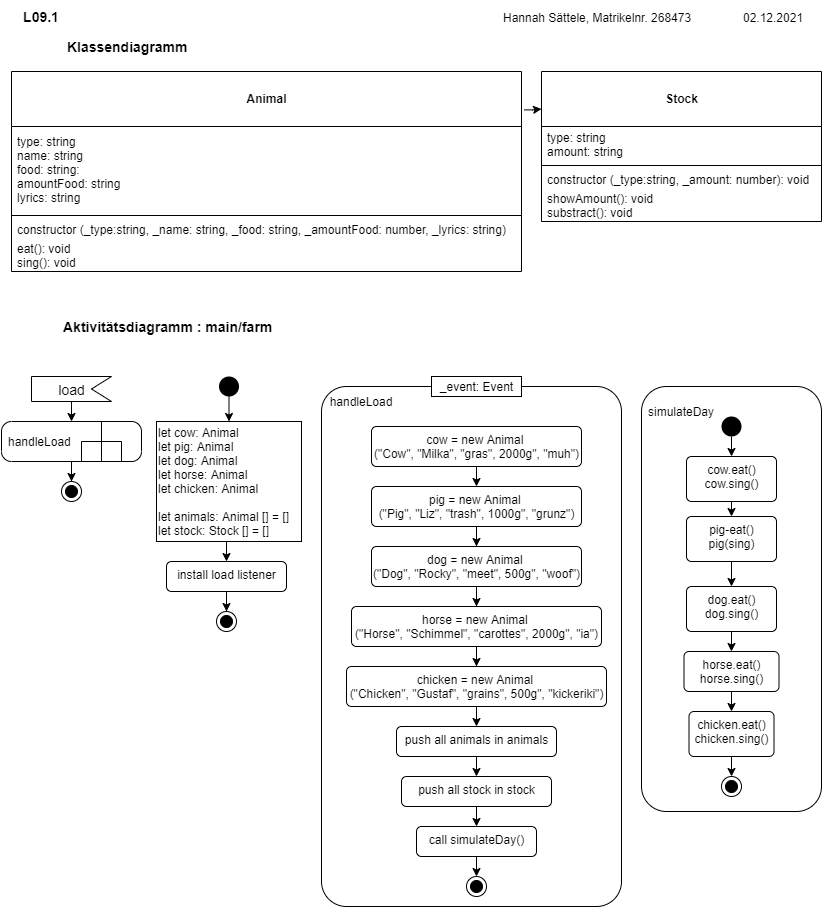 L09.1
Hannah Sättele, Matrikelnr. 268473
02.12.2021
Klassendiagramm
Animal
type: string
name: string
food: string:
amountFood: string
lyrics: string
constructor (_type:string, _name: string, _food: string, _amountFood: number, _lyrics: string)
eat(): void
sing(): void
Stock
type: string
amount: string
constructor (_type:string, _amount: number): void
showAmount(): void
substract(): void
Aktivitätsdiagramm : main/farm
load
handleLoad
let cow: Animal
let pig: Animal
let dog: Animal
let horse: Animal
let chicken: Animal
let animals: Animal [] = []
let stock: Stock [] = []
install load listener
_event: Event
handleLoad
cow = new Animal
("Cow", "Milka", "gras", 2000g", "muh")
pig = new Animal
("Pig", "Liz", "trash", 1000g", "grunz")
dog = new Animal
("Dog", "Rocky", "meet", 500g", "woof")
horse = new Animal
("Horse", "Schimmel", "carottes", 2000g", "ia")
chicken = new Animal
("Chicken", "Gustaf", "grains", 500g", "kickeriki")
push all animals in animals
push all stock in stock
call simulateDay()
simulateDay
cow.eat()
cow.sing()
pig-eat()
pig(sing)
dog.eat()
dog.sing()
horse.eat()
horse.sing()
chicken.eat()
chicken.sing()